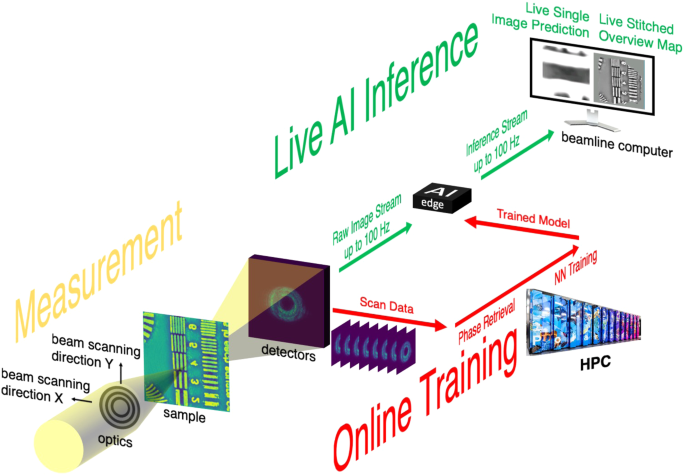 Live Single
Image Prediction
Live Stitched
Overview Map
beamline computer
Live AI Inference
Inference Stream
up to 100 Hz
AI
edge
Raw Image Stream
up to 100 Hz
Trained Model
Measurement
detectors
Scan Data
Phase Retrieval
NN Training
HPC
Online Training
beam scanning
direction Y
beam scanning
direction X
optics
sample